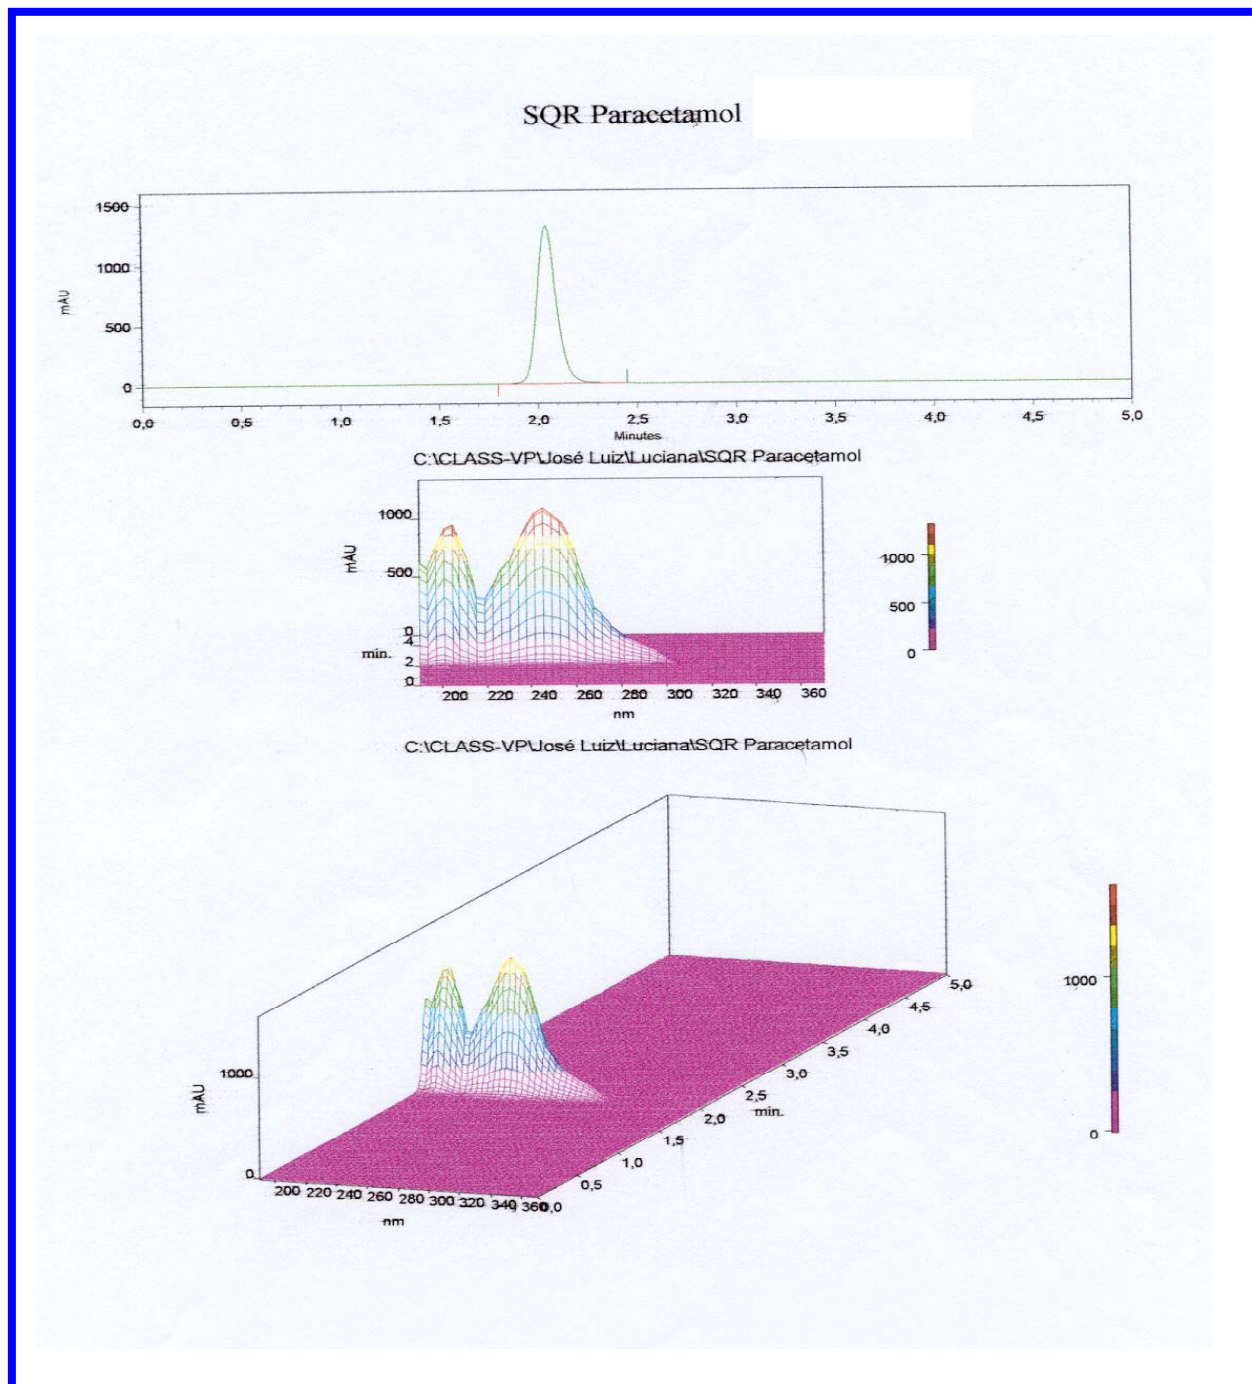 SQR Paracetamol
1500
1000
500
0
mAU
0,0 0,5 1,0 1,5 2,0 2,5 3,0 3,5 4,0 4,5 5,0
Minutes
C:\CLASS-VP\José Luiz\Luciana\SQR Paracetamol
1000
500
0
mAU
4
2
0
min.
200 220 240 260 280 300 320 340 360
nm
1000
500
0
C:\CLASS-VP\José Luiz\Luciana\SQR Paracetamol
1000
0
mAU
200 220 240 260 280 300 320 340 360
nm
0,0 0,5 1,0 1,5 2,0 2,5 3,0 3,5 4,0 4,5 5,0
min.
1000
0